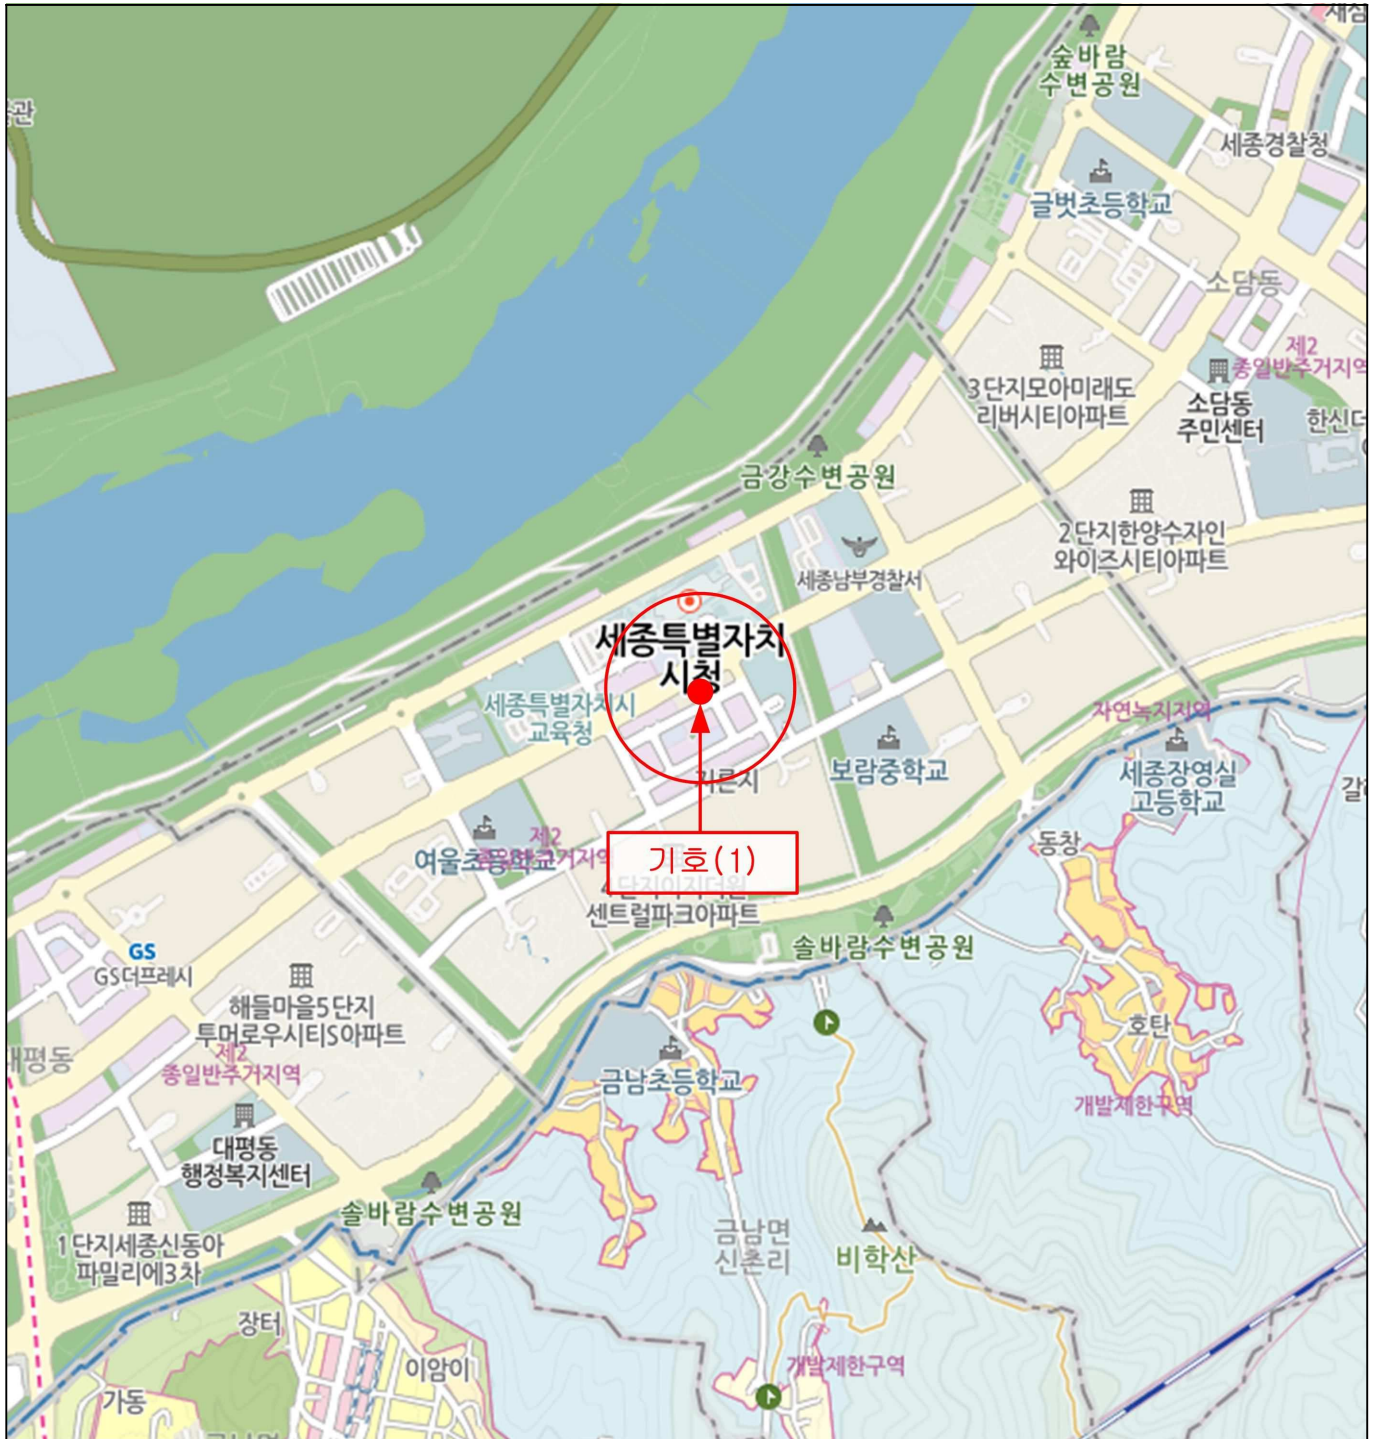 숲바람
수변공원
세종경찰청
글벗초등학교
소담동
제2
종일반주거지역
3단지모아미래도
리버시티아파트
소담동
주민센터
금강수변공원
2단지한양수자인
와이즈시티아파트
세종남부경찰서
세종특별자치
시청
세종특별자치시
교육청
자연녹지지역
보람중학교
세종장영실
고등학교
동창
제2
여울초등학교
기호(1)
센트럴파크아파트
솔바람수변공원
GS
GS더프레시
해들마을5단지
투머로우시티S아파트
제2
종일반주거지역
호탄
금남초등학교
개발제한구역
대평동
행정복지센터
솔바람수변공원
1단지세종신동아
파밀리에3차
금남면
신촌리
비학산
장터
이암이
개발제한구역
가동